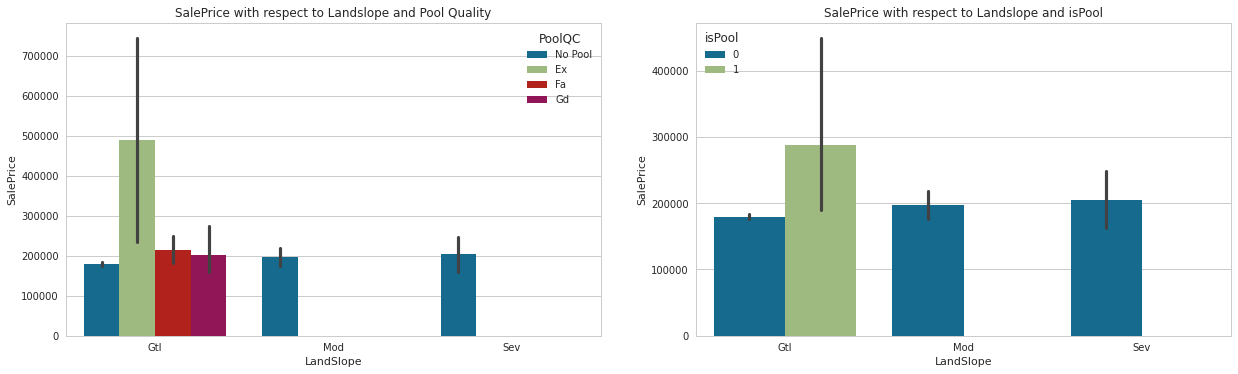 SalePrice with respect to Landslope and Pool Quality
PoolQC
No Pool
Ex
Fa
Gd
700000
600000
500000
400000
300000
200000
100000
0
SalePrice
Gtl
Mod
Sev
LandSlope
SalePrice with respect to Landslope and isPool
isPool
0
1
400000
300000
200000
100000
0
SalePrice
Gtl
Mod
Sev
LandSlope